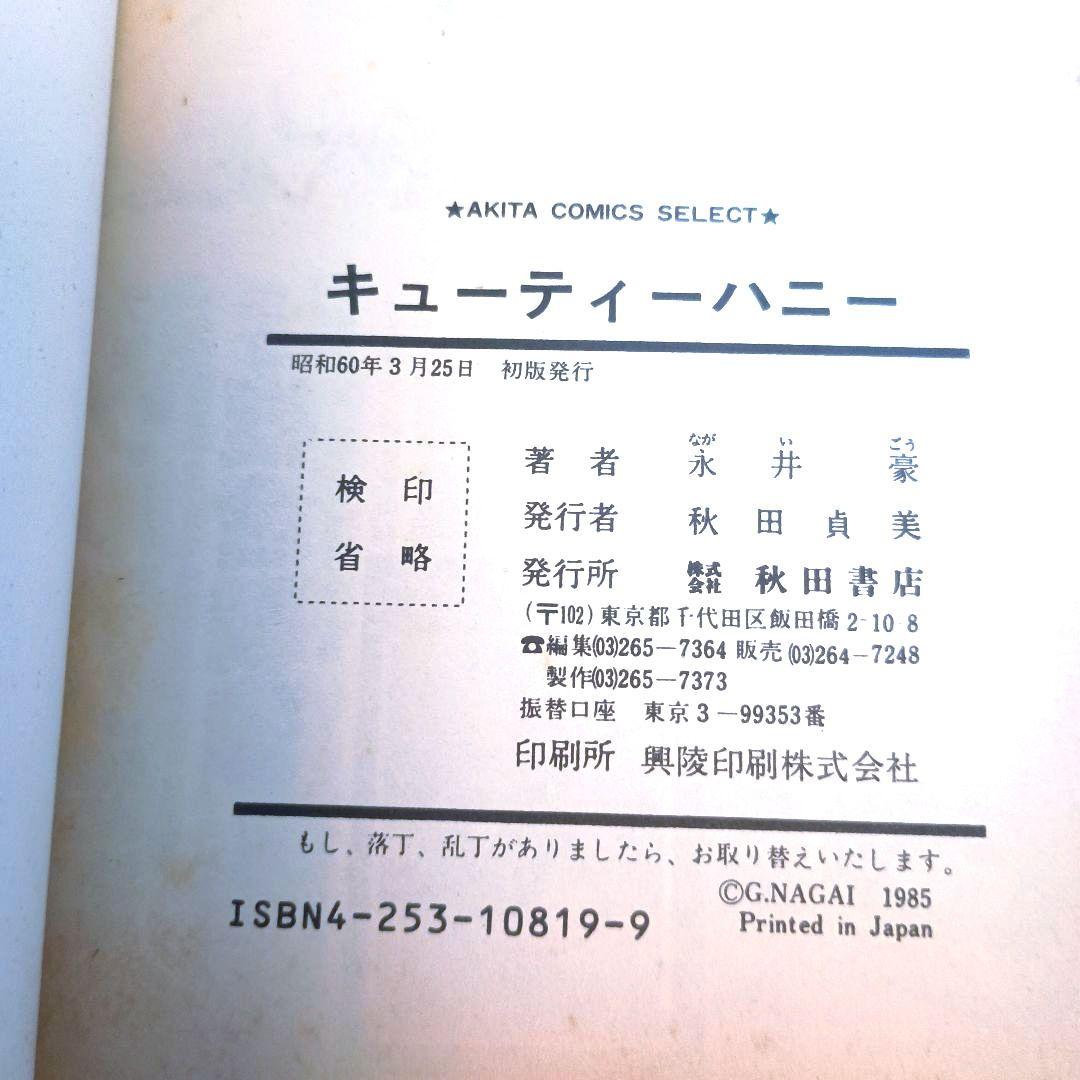 ★AKITA COMICS SELECT★
キューティーハニー
昭和60年3月25日 初版発行
検印
省略
著者 永井豪
なが い ごう
発行者 秋田貞美
発行所 株式会社 秋田書店
(〒102)東京都千代田区飯田橋2-10-8
☎編集(03)265—7364 販売(03)264—7248
製作(03)265—7373
振替口座 東京3—99353番
印刷所 興陵印刷株式会社
もし、落丁、乱丁がありましたら、お取り替えいたします。
©G.NAGAI 1985
ISBN4-253-10819-9
Printed in Japan